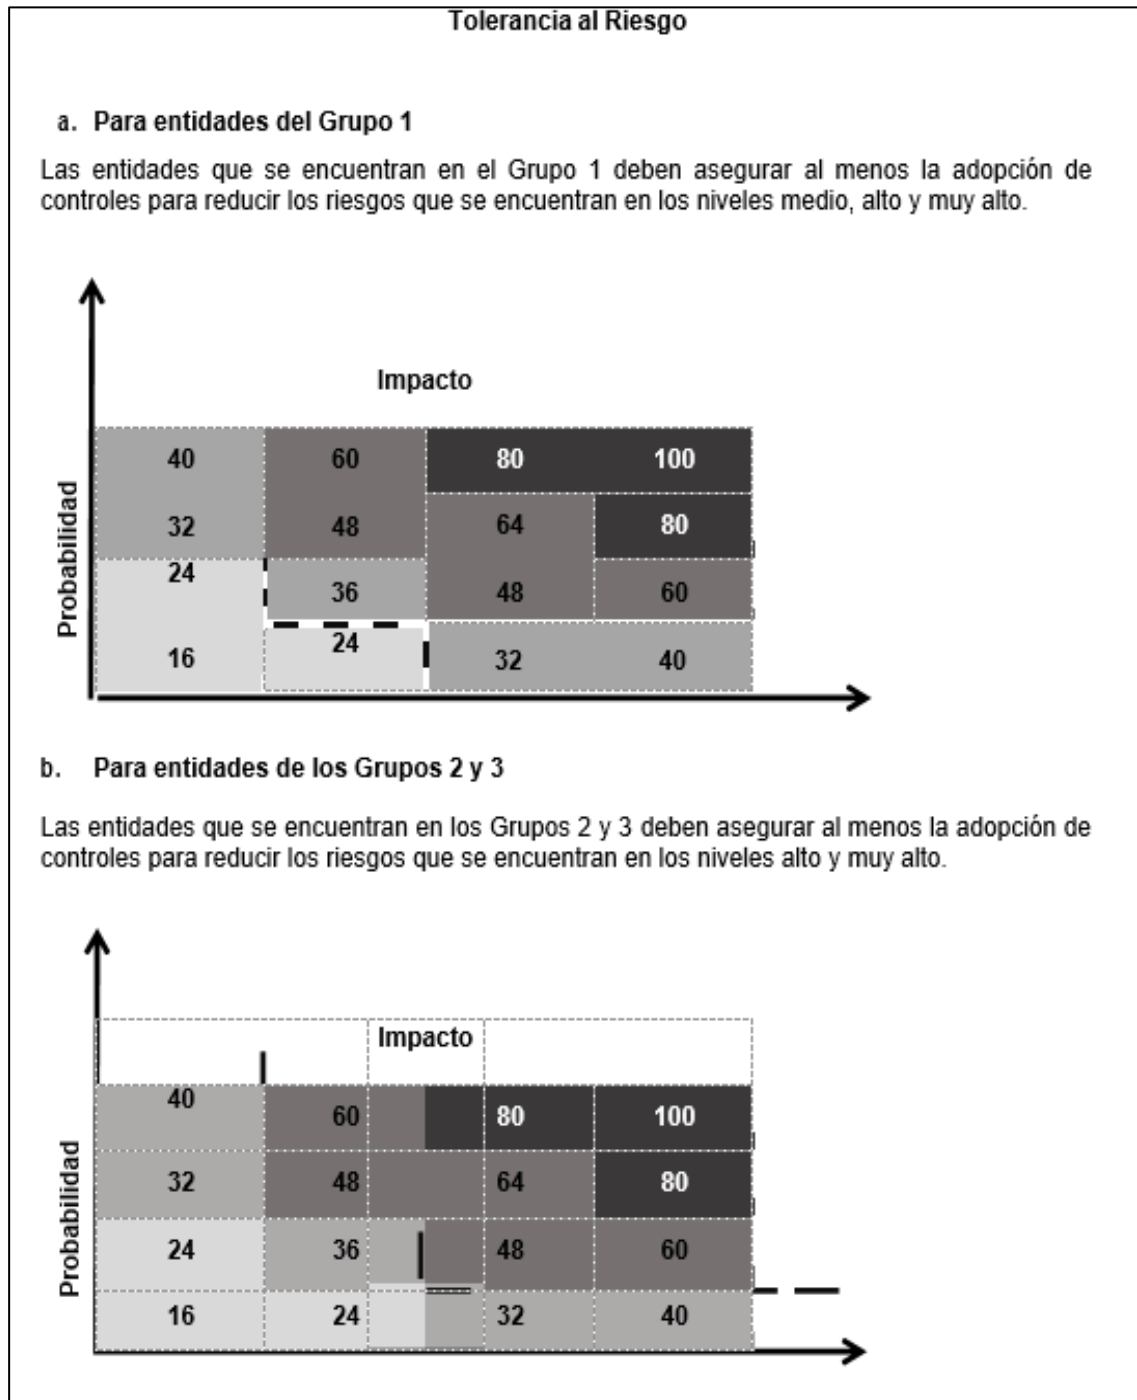 Tolerancia al Riesgo
a. Para entidades del Grupo 1
Las entidades que se encuentran en el Grupo 1 deben asegurar al menos la adopción de
controles para reducir los riesgos que se encuentran en los niveles medio, alto y muy alto.
Impacto
Probabilidad
40 60 80 100
32 48 64 80
24 36 48 60
16 24 32 40
b. Para entidades de los Grupos 2 y 3
Las entidades que se encuentran en los Grupos 2 y 3 deben asegurar al menos la adopción de
controles para reducir los riesgos que se encuentran en los niveles alto y muy alto.
Impacto
Probabilidad
40 60 80 100
32 48 64 80
24 36 48 60
16 24 32 40